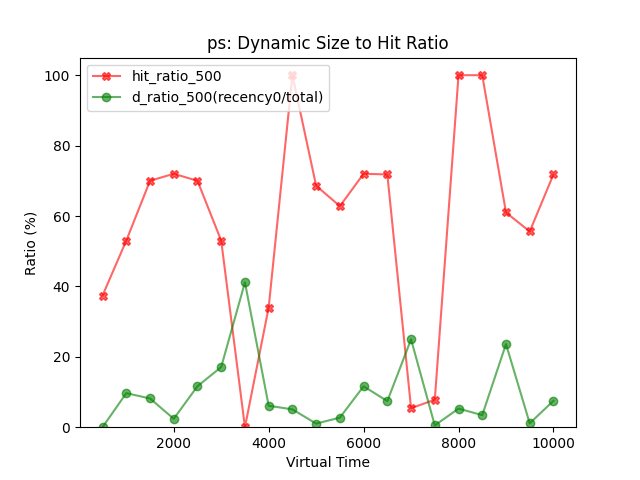 ps: Dynamic Size to Hit Ratio
hit_ratio_500
d_ratio_500(recency0/total)
Ratio (%)
100
80
60
40
20
0
2000 4000 6000 8000 10000
Virtual Time